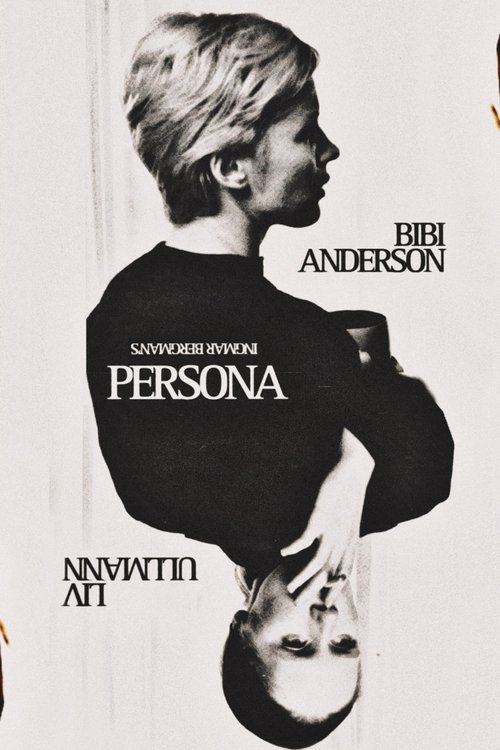 BIBI
ANDERSON
INGMAR BERGMAN'S
PERSONA
LIV
ULLMANN